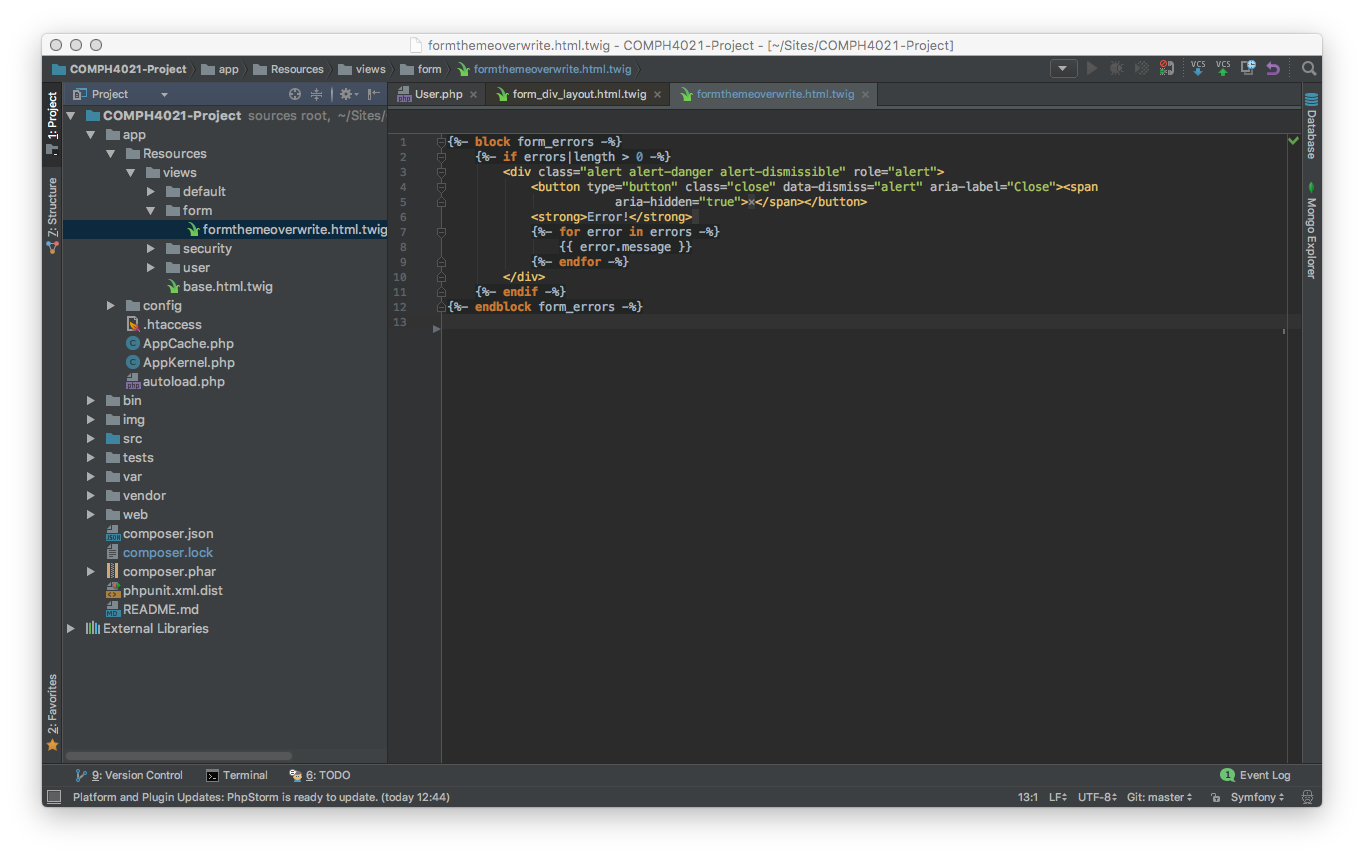 formthemeoverwrite.html.twig - COMPH4021-Project - [~/Sites/COMPH4021-Project]
COMPH4021-Project app Resources views form formthemeoverwrite.html.twig
VCS VCS
1: Project
Z: Structure
2: Favorites
Project
COMPH4021-Project sources root, ~/Sites/
app
Resources
views
default
form
formthemeoverwrite.html.twig
security
user
base.html.twig
config
.htaccess
AppCache.php
AppKernel.php
autoload.php
bin
img
src
tests
var
vendor
web
composer.json
composer.lock
composer.phar
phpunit.xml.dist
README.md
External Libraries
User.php form_div_layout.html.twig formthemeoverwrite.html.twig
1 {%- block form_errors -%}
2 {%- if errors|length > 0 -%}
3 <div class="alert alert-danger alert-dismissible" role="alert">
4 <button type="button" class="close" data-dismiss="alert" aria-label="Close"><span
5 aria-hidden="true">×</span></button>
6 <strong>Error!</strong>
7 {%- for error in errors -%}
8 {{ error.message }}
9 {%- endfor -%}
10 </div>
11 {%- endif -%}
12 {%- endblock form_errors -%}
13
Database
Mongo Explorer
9: Version Control Terminal 6: TODO 1 Event Log
Platform and Plugin Updates: PhpStorm is ready to update. (today 12:44) 13:1 LF UTF-8 Git: master Symfony